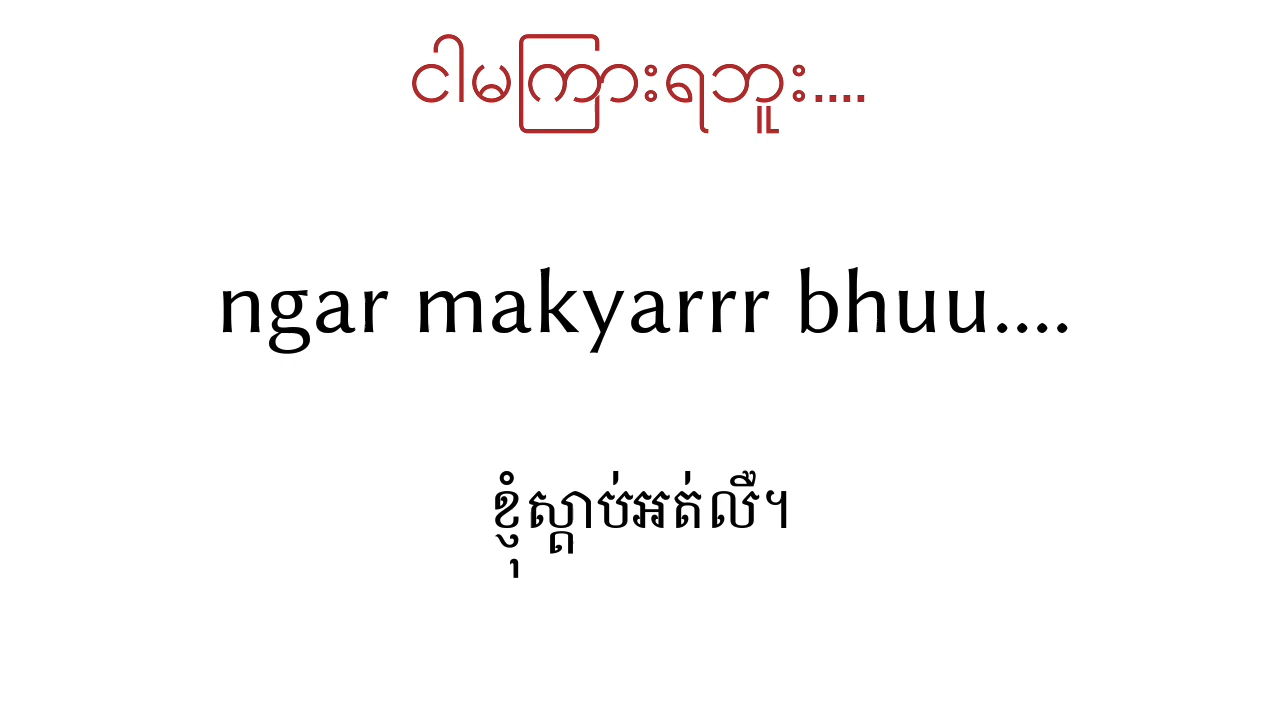 ငါမကြားရဘူး....
ngar makyarrr bhuu....
ខ្ញុំស្តាប់អត់លឺ។